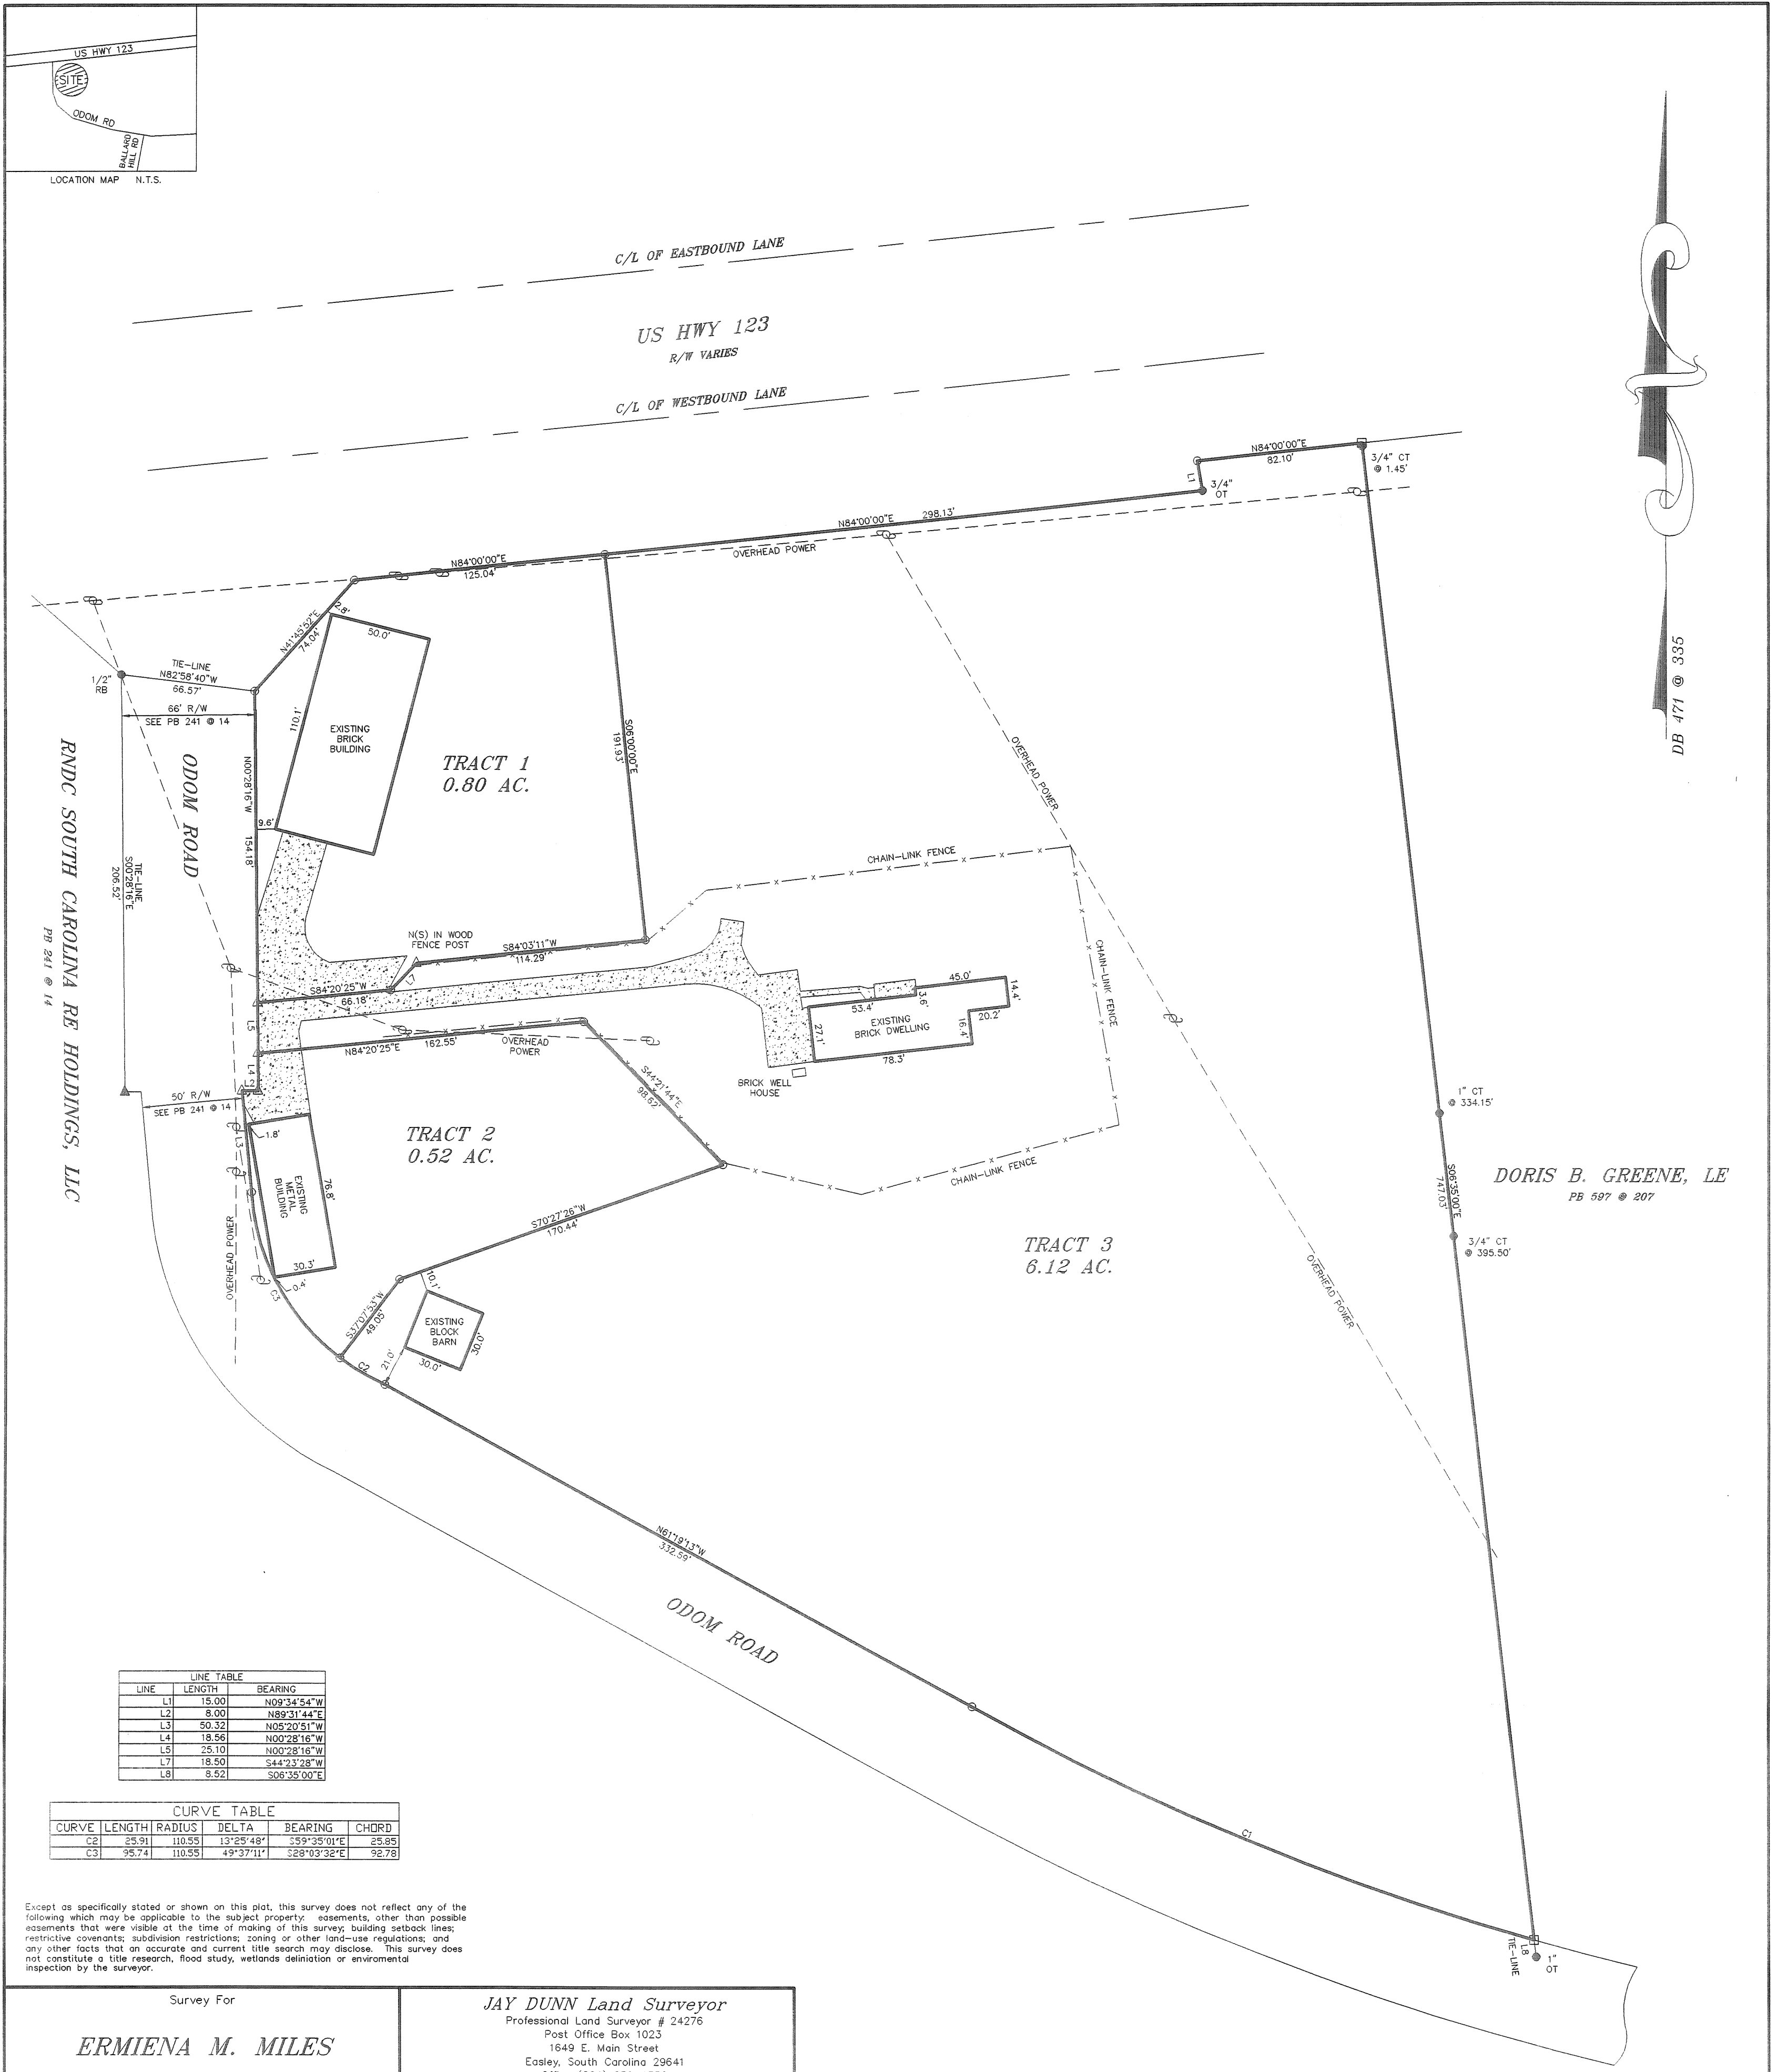 US HWY 123
SITE
ODOM RD
BALLARD
HILL RD
LOCATION MAP N.T.S.
C/L OF EASTBOUND LANE
US HWY 123
R/W VARIES
C/L OF WESTBOUND LANE
N84°00'00"E
82.10'
3/4" CT
@ 1.45'
L1
3/4"
OT
N84°00'00"E 298.13'
OVERHEAD POWER
N84°00'00"E
125.04'
N41°45'52"E
74.04'
2.8'
50.0'
110.1'
EXISTING
BRICK
BUILDING
9.6'
TIE-LINE
N82°58'40"W
66.57'
1/2"
RB
66' R/W
SEE PB 241 @ 14
N00°28'16"W
154.18'
ODOM ROAD
TIE-LINE
S00°28'16"E
206.52'
RNDC SOUTH CAROLINA RE HOLDINGS, LLC
PB 241 @ 14
TRACT 1
0.80 AC.
S06°00'00"E
191.93'
OVERHEAD POWER
DB 471 @ 335
CHAIN-LINK FENCE
N(S) IN WOOD
FENCE POST
S84°03'11"W
114.29'
L7
S84°20'25"W
66.18'
L5
N84°20'25"E 162.55'
OVERHEAD
POWER
L4
L2
50' R/W
SEE PB 241 @ 14
L3
1.8'
EXISTING
METAL
BUILDING
76.8'
30.3'
0.4'
C3
OVERHEAD POWER
TRACT 2
0.52 AC.
S44°21'44"E
98.62'
45.0'
14.4'
3.6'
53.4'
EXISTING
BRICK DWELLING
20.2'
16.4'
27.1'
78.3'
BRICK WELL
HOUSE
CHAIN-LINK FENCE
CHAIN-LINK FENCE
S70°27'26"W
170.44'
S37°07'53"W
49.05'
10.1'
EXISTING
BLOCK
BARN
30.0'
30.0'
21.0'
C2
TRACT 3
6.12 AC.
1" CT
@ 334.15'
S06°35'00"E
747.03'
3/4" CT
@ 395.50'
DORIS B. GREENE, LE
PB 597 @ 207
OVERHEAD POWER
N61°19'13"W
332.59'
ODOM ROAD
C1
L8
TIE-LINE
1"
OT
LINE TABLE
LINE LENGTH BEARING
L1 15.00 N09°34'54"W
L2 8.00 N89°31'44"E
L3 50.32 N05°20'51"W
L4 18.56 N00°28'16"W
L5 25.10 N00°28'16"W
L7 18.50 S44°23'28"W
L8 8.52 S06°35'00"E
CURVE TABLE
CURVE LENGTH RADIUS DELTA BEARING CHORD
C2 25.91 110.55 13°25'48" S59°35'01"E 25.85
C3 95.74 110.55 49°37'11" S28°03'32"E 92.78
Except as specifically stated or shown on this plat, this survey does not reflect any of the
following which may be applicable to the subject property: easements, other than possible
easements that were visible at the time of making of this survey; building setback lines;
restrictive covenants; subdivision restrictions; zoning or other land-use regulations; and
any other facts that an accurate and current title search may disclose. This survey does
not constitute a title research, flood study, wetlands deliniation or enviromental
inspection by the surveyor.
Survey For
ERMIENA M. MILES
JAY DUNN Land Surveyor
Professional Land Surveyor # 24276
Post Office Box 1023
1649 E. Main Street
Easley, South Carolina 29641